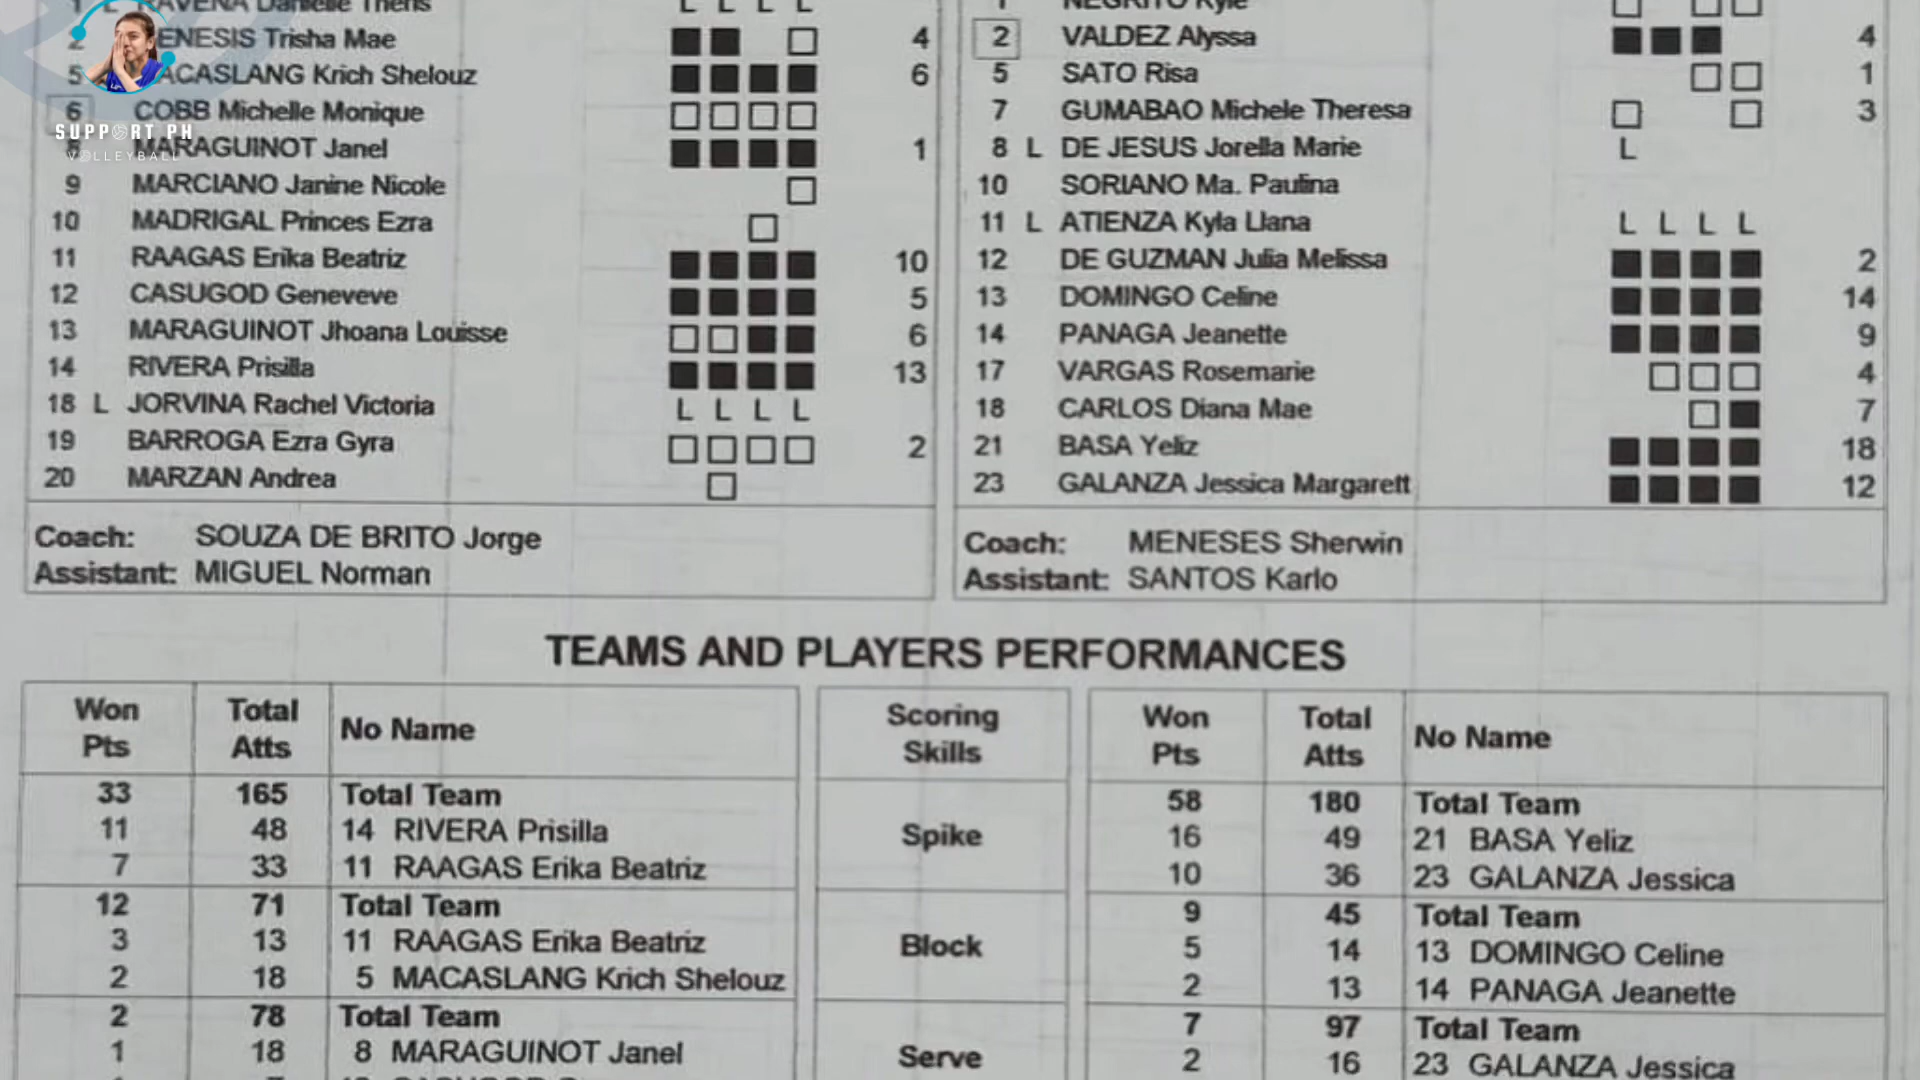 1 L RAVENA Danielle Theris L L L L
2 GENESIS Trisha Mae 4
5 MACASLANG Krich Shelouz 6
6 COBB Michelle Monique
8 MARAGUINOT Janel 1
9 MARCIANO Janine Nicole
10 MADRIGAL Princes Ezra
11 RAAGAS Erika Beatriz 10
12 CASUGOD Geneveve 5
13 MARAGUINOT Jhoana Louisse 6
14 RIVERA Prisilla 13
18 L JORVINA Rachel Victoria L L L L
19 BARROGA Ezra Gyra 2
20 MARZAN Andrea
Coach: SOUZA DE BRITO Jorge
Assistant: MIGUEL Norman
SUPPORT PH
VOLLEYBALL
1 NEGRITO Kyle
2 VALDEZ Alyssa 4
5 SATO Risa 1
7 GUMABAO Michele Theresa 3
8 L DE JESUS Jorella Marie L
10 SORIANO Ma. Paulina
11 L ATIENZA Kyla Llana L L L L
12 DE GUZMAN Julia Melissa 2
13 DOMINGO Celine 14
14 PANAGA Jeanette 9
17 VARGAS Rosemarie 4
18 CARLOS Diana Mae 7
21 BASA Yeliz 18
23 GALANZA Jessica Margarett 12
Coach: MENESES Sherwin
Assistant: SANTOS Karlo
TEAMS AND PLAYERS PERFORMANCES
Won Pts Total Atts No Name Scoring Skills Won Pts Total Atts No Name
33 165 Total Team Spike 58 180 Total Team
11 48 14 RIVERA Prisilla 16 49 21 BASA Yeliz
7 33 11 RAAGAS Erika Beatriz 10 36 23 GALANZA Jessica
12 71 Total Team Block 9 45 Total Team
3 13 11 RAAGAS Erika Beatriz 5 14 13 DOMINGO Celine
2 18 5 MACASLANG Krich Shelouz 2 13 14 PANAGA Jeanette
2 78 Total Team Serve 7 97 Total Team
1 18 8 MARAGUINOT Janel 2 16 23 GALANZA Jessica